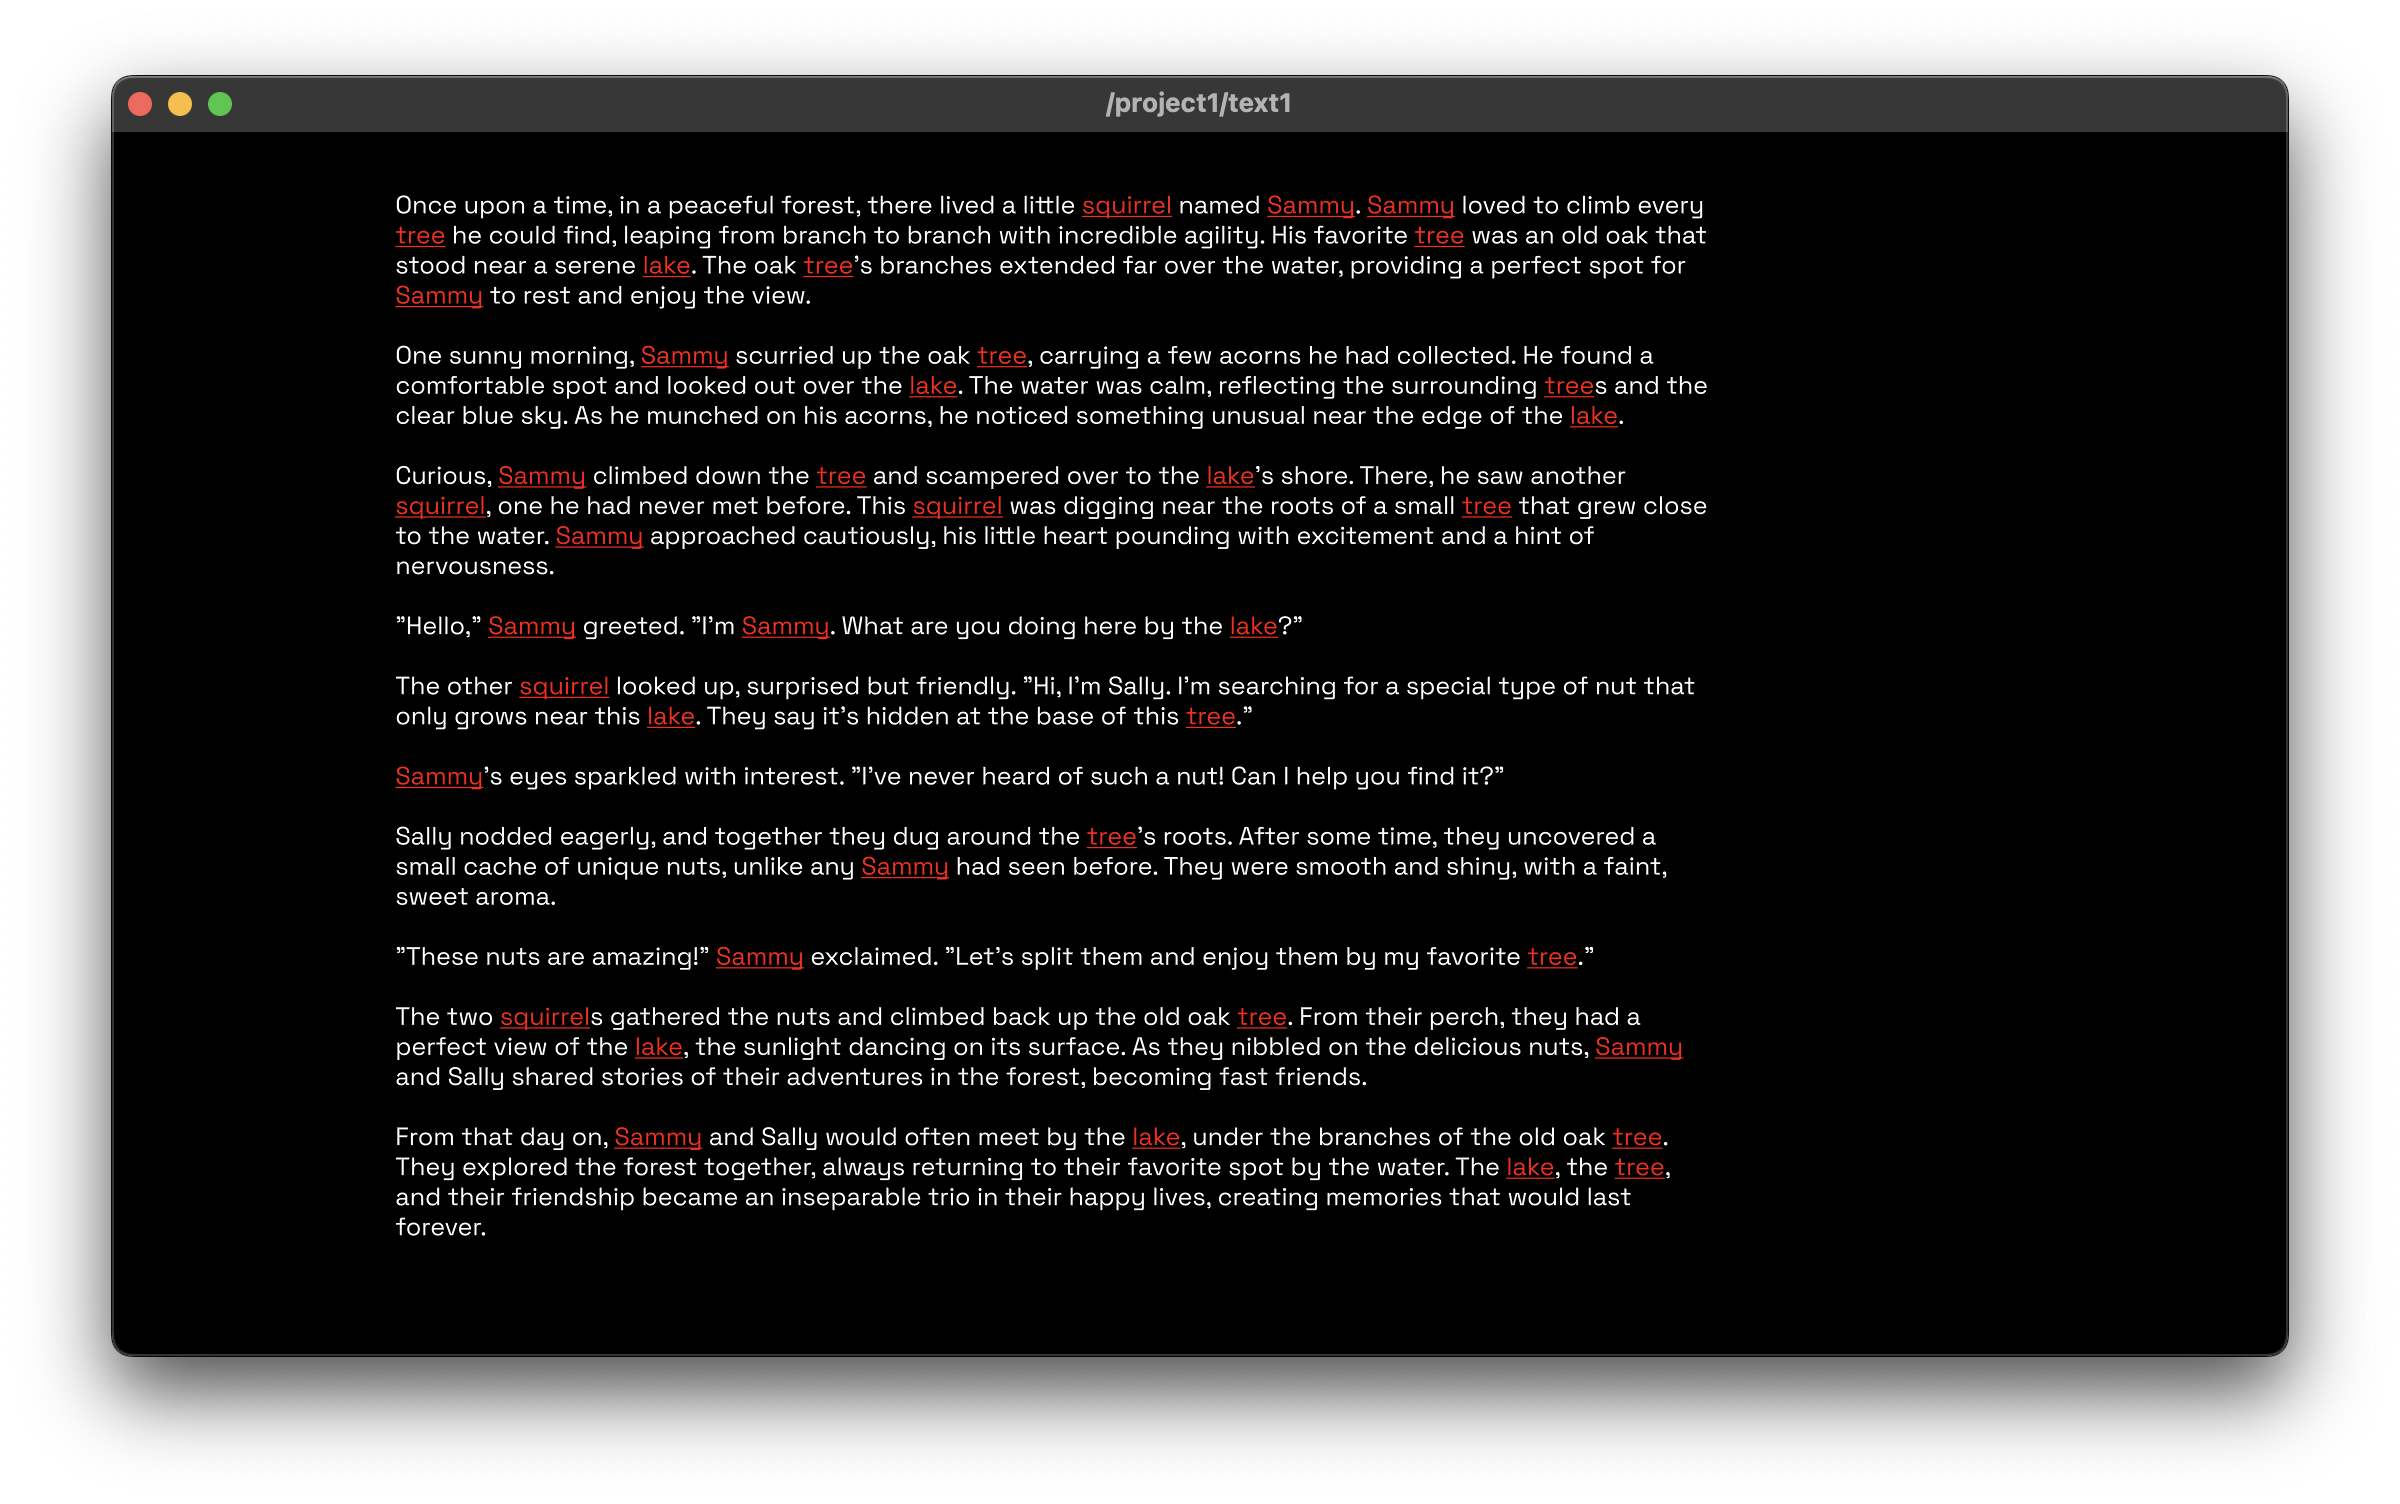 /project1/text1
Once upon a time, in a peaceful forest, there lived a little squirrel named Sammy. Sammy loved to climb every
tree he could find, leaping from branch to branch with incredible agility. His favorite tree was an old oak that
stood near a serene lake. The oak tree’s branches extended far over the water, providing a perfect spot for
Sammy to rest and enjoy the view.
One sunny morning, Sammy scurried up the oak tree, carrying a few acorns he had collected. He found a
comfortable spot and looked out over the lake. The water was calm, reflecting the surrounding trees and the
clear blue sky. As he munched on his acorns, he noticed something unusual near the edge of the lake.
Curious, Sammy climbed down the tree and scampered over to the lake’s shore. There, he saw another
squirrel, one he had never met before. This squirrel was digging near the roots of a small tree that grew close
to the water. Sammy approached cautiously, his little heart pounding with excitement and a hint of
nervousness.
”Hello,” Sammy greeted. ”I’m Sammy. What are you doing here by the lake?”
The other squirrel looked up, surprised but friendly. ”Hi, I’m Sally. I’m searching for a special type of nut that
only grows near this lake. They say it’s hidden at the base of this tree.”
Sammy’s eyes sparkled with interest. ”I’ve never heard of such a nut! Can I help you find it?”
Sally nodded eagerly, and together they dug around the tree’s roots. After some time, they uncovered a
small cache of unique nuts, unlike any Sammy had seen before. They were smooth and shiny, with a faint,
sweet aroma.
”These nuts are amazing!” Sammy exclaimed. ”Let’s split them and enjoy them by my favorite tree.”
The two squirrels gathered the nuts and climbed back up the old oak tree. From their perch, they had a
perfect view of the lake, the sunlight dancing on its surface. As they nibbled on the delicious nuts, Sammy
and Sally shared stories of their adventures in the forest, becoming fast friends.
From that day on, Sammy and Sally would often meet by the lake, under the branches of the old oak tree.
They explored the forest together, always returning to their favorite spot by the water. The lake, the tree,
and their friendship became an inseparable trio in their happy lives, creating memories that would last
forever.